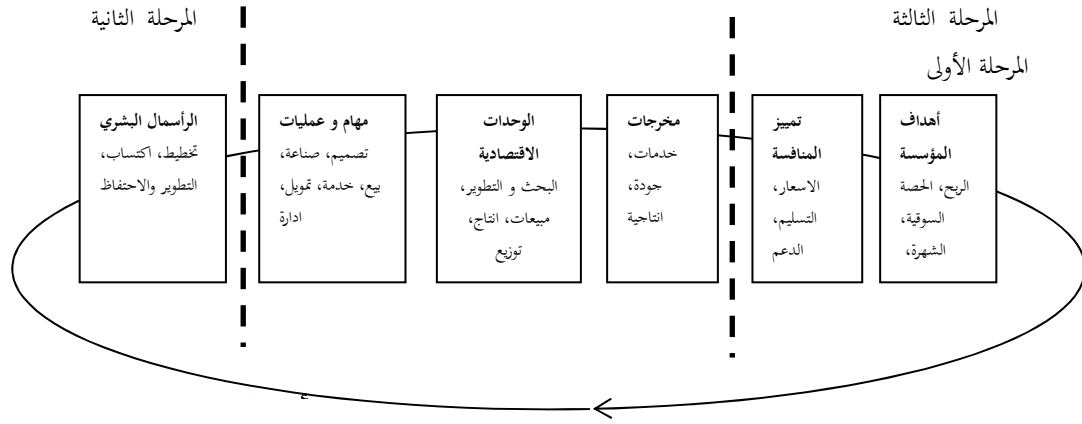 المرحلة الثالثة
المرحلة الثانية
المرحلة الأولى
أهداف
المؤسسة
الربح، الحصة
السوقية،
الشهرة،
تمييز
المنافسة
الاسعار،
التسليم،
الدعم
مخرجات
خدمات،
جودة،
انتاجية
الوحدات
الاقتصادية
البحث و التطوير،
مبيعات، انتاج،
توزيع
مهام و عمليات
تصميم، صناعة،
بيع، خدمة، تمويل،
ادارة
الرأسمال البشري
تخطيط، اكتساب،
التطوير والاحتفاظ